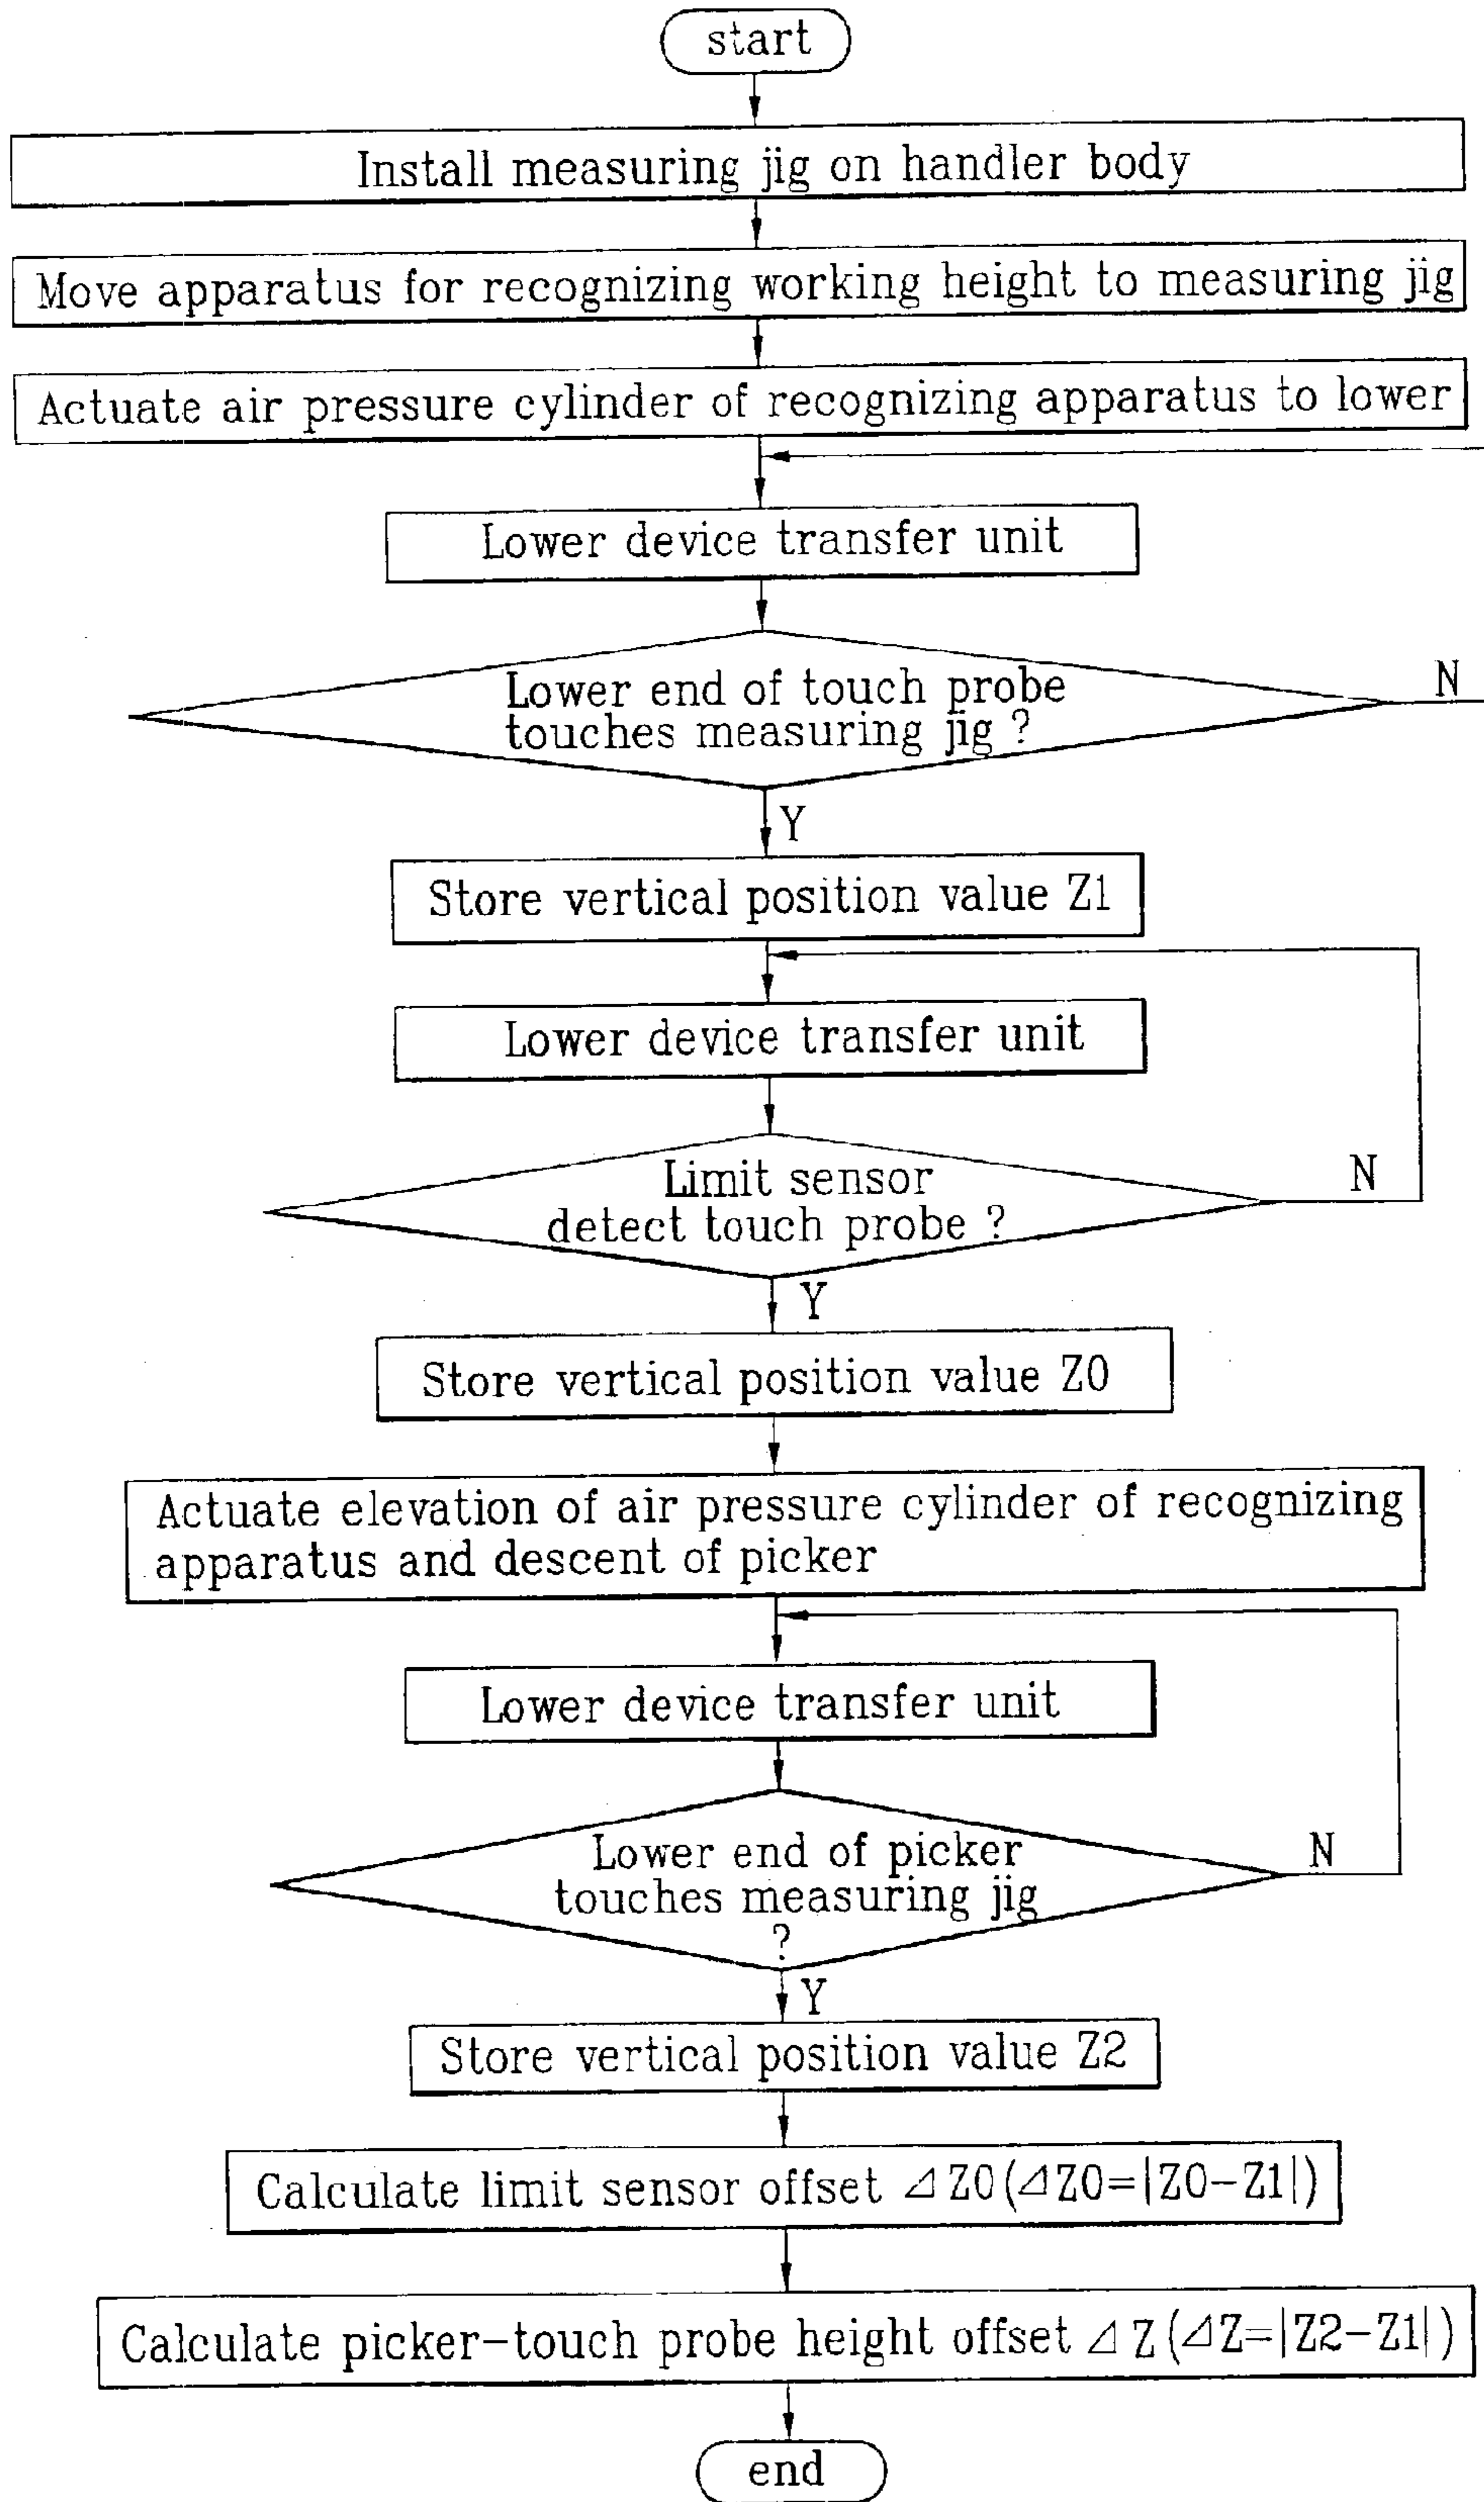 start
Install measuring jig on handler body
Move apparatus for recognizing working height to measuring jig
Actuate air pressure cylinder of recognizing apparatus to lower
Lower device transfer unit
Lower end of touch probe
touches measuring jig ?
N
Y
Store vertical position value Z1
Lower device transfer unit
Limit sensor
detect touch probe ?
N
Y
Store vertical position value Z0
Actuate elevation of air pressure cylinder of recognizing
apparatus and descent of picker
Lower device transfer unit
Lower end of picker
touches measuring jig
?
N
Y
Store vertical position value Z2
Calculate limit sensor offset ⊿Z0(⊿Z0=|Z0-Z1|)
Calculate picker-touch probe height offset ⊿Z(⊿Z=|Z2-Z1|)
end